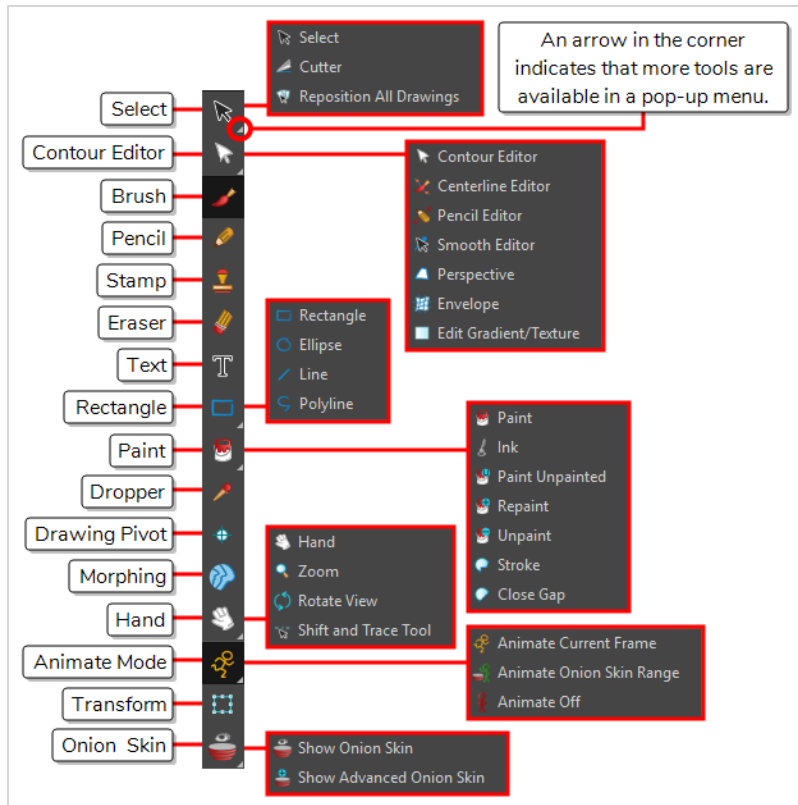 Select
Cutter
Reposition All Drawings
An arrow in the corner
indicates that more tools are
available in a pop-up menu.
Select
Contour Editor
Brush
Pencil
Stamp
Eraser
Text
Rectangle
Paint
Dropper
Drawing Pivot
Morphing
Hand
Animate Mode
Transform
Onion Skin
T
Contour Editor
Centerline Editor
Pencil Editor
Smooth Editor
Perspective
Envelope
Edit Gradient/Texture
Rectangle
Ellipse
Line
Polyline
Paint
Ink
Paint Unpainted
Repaint
Unpaint
Stroke
Close Gap
Hand
Zoom
Rotate View
Shift and Trace Tool
Animate Current Frame
Animate Onion Skin Range
Animate Off
Show Onion Skin
Show Advanced Onion Skin